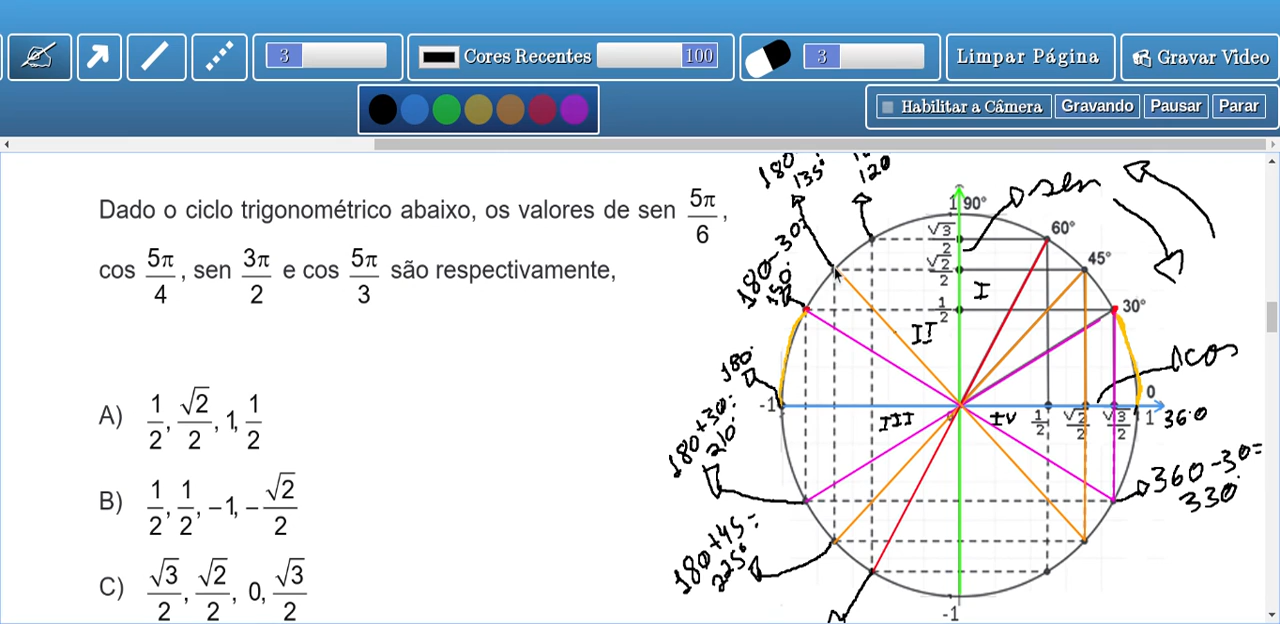 3 Cores Recentes 100 3 Limpar Página Gravar Video
Habilitar a Câmera Gravando Pausar Parar
Dado o ciclo trigonométrico abaixo, os valores de sen 5π/6,
cos 5π/4, sen 3π/2 e cos 5π/3 são respectivamente,
A) 1/2, √2/2, 1, 1/2
B) 1/2, 1/2, −1, −√2/2
C) √3/2, √2/2, 0, √3/2
180
135°
120
sen
1 90°
√3/2
60°
√2/2
45°
180-30=
150°
I
1/2
30°
II
cos
180°
-1
0
III
IV
1/2
√2/2
√3/2
1
360
180+30=
210°
360-30=
330°
180+45=
225°
-1